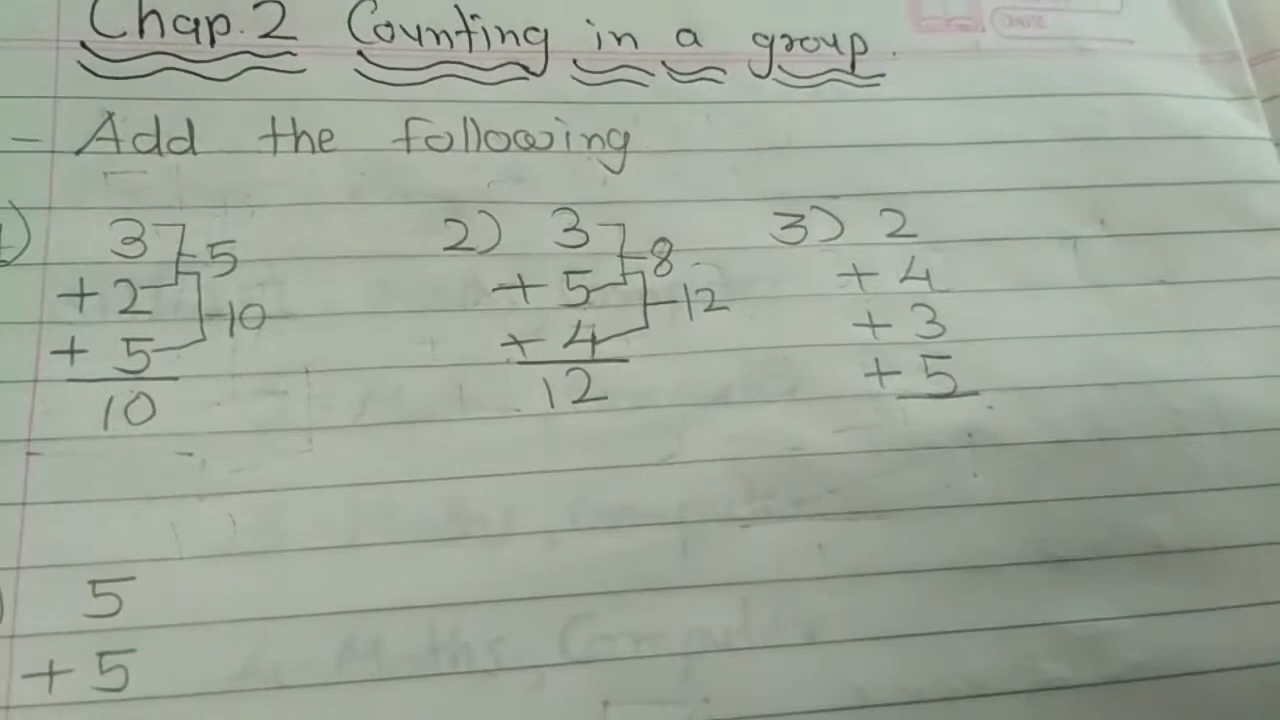 Chap. 2 Counting in a group.
- Add the following
1) 3 5 2) 3 8 3) 2
+ 2 10 + 5 12 + 4
+ 5 + 4 + 3
10 12 + 5
5
+ 5